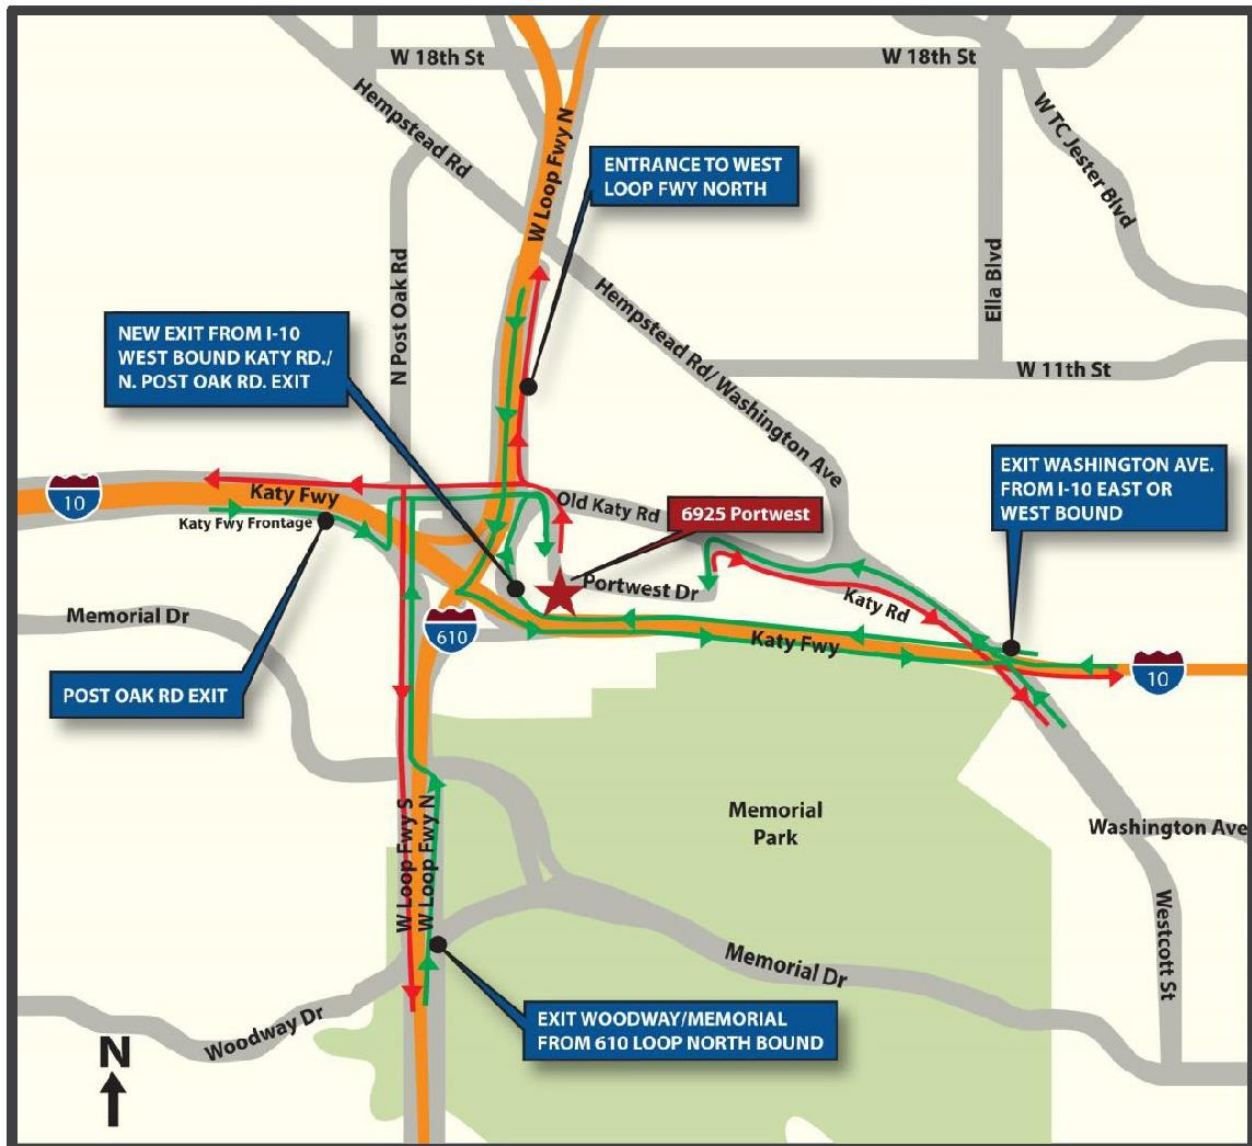 W 18th St
W 18th St
Hempstead Rd
W Loop Fwy N
W TC Jester Blvd
ENTRANCE TO WEST
LOOP FWY NORTH
N Post Oak Rd
Ella Blvd
Hempstead Rd/ Washington Ave
NEW EXIT FROM I-10
WEST BOUND KATY RD./
N. POST OAK RD. EXIT
W 11th St
EXIT WASHINGTON AVE.
FROM I-10 EAST OR
WEST BOUND
10
Katy Fwy
Katy Fwy Frontage
Old Katy Rd
6925 Portwest
Portwest Dr
Katy Rd
Memorial Dr
610
Katy Fwy
10
POST OAK RD EXIT
W Loop Fwy S
W Loop Fwy N
Memorial
Park
Washington Ave
Westcott St
Memorial Dr
Woodway Dr
EXIT WOODWAY/MEMORIAL
FROM 610 LOOP NORTH BOUND
N